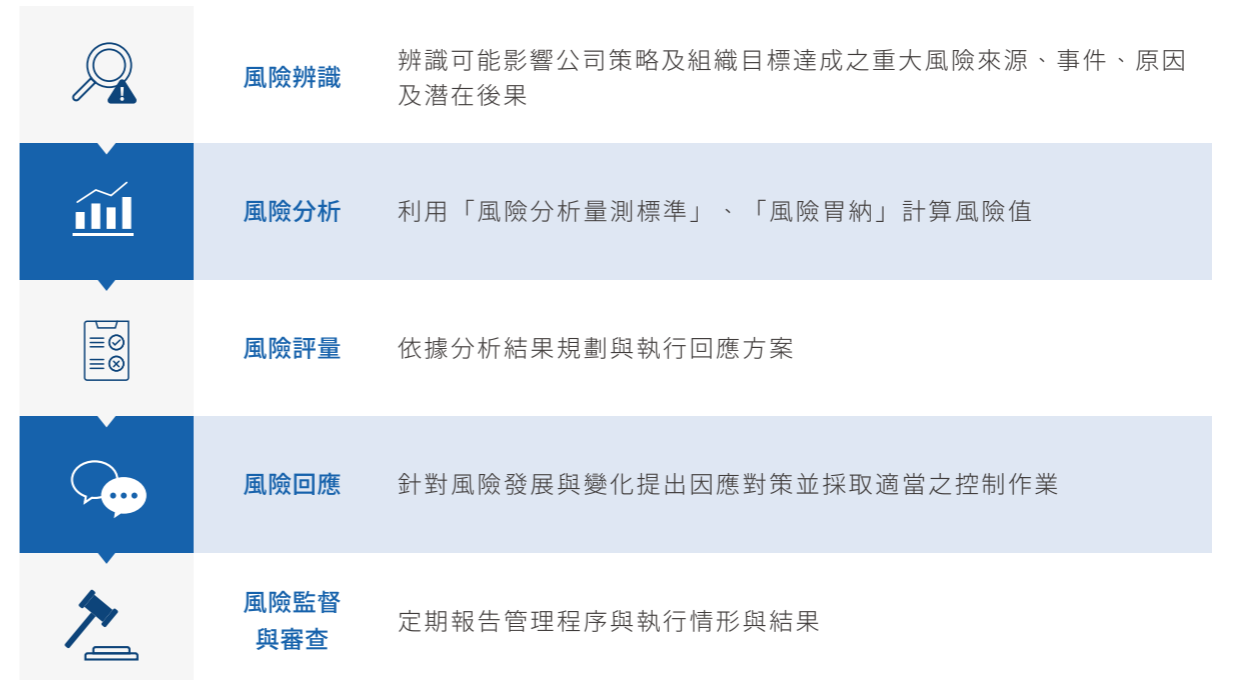 風險辨識
辨識可能影響公司策略及組織目標達成之重大風險來源、事件、原因
及潛在後果
風險分析
利用「風險分析量測標準」、「風險胃納」計算風險值
風險評量
依據分析結果規劃與執行回應方案
風險回應
針對風險發展與變化提出因應對策並採取適當之控制作業
風險監督
與審查
定期報告管理程序與執行情形與結果